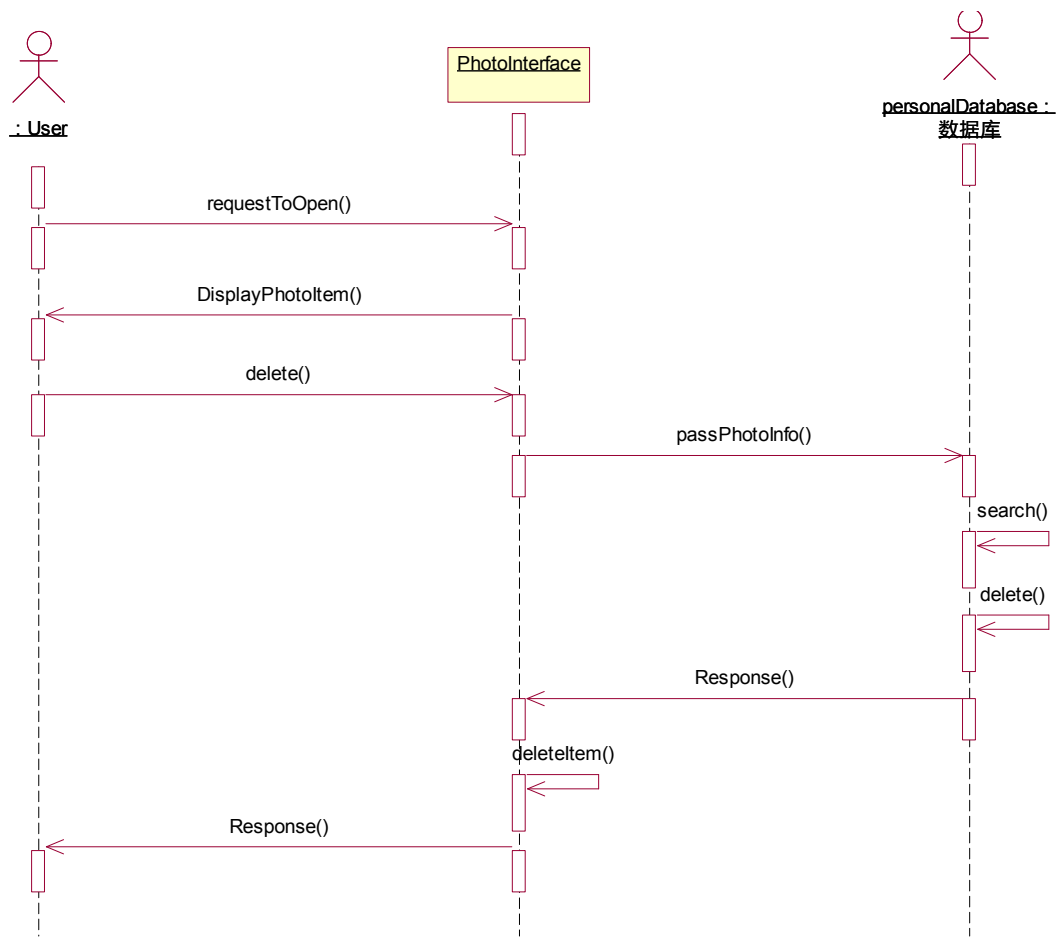 PhotoInterface
: User
personalDatabase :
数据库
requestToOpen()
DisplayPhotoItem()
delete()
passPhotoInfo()
search()
delete()
Response()
deleteItem()
Response()